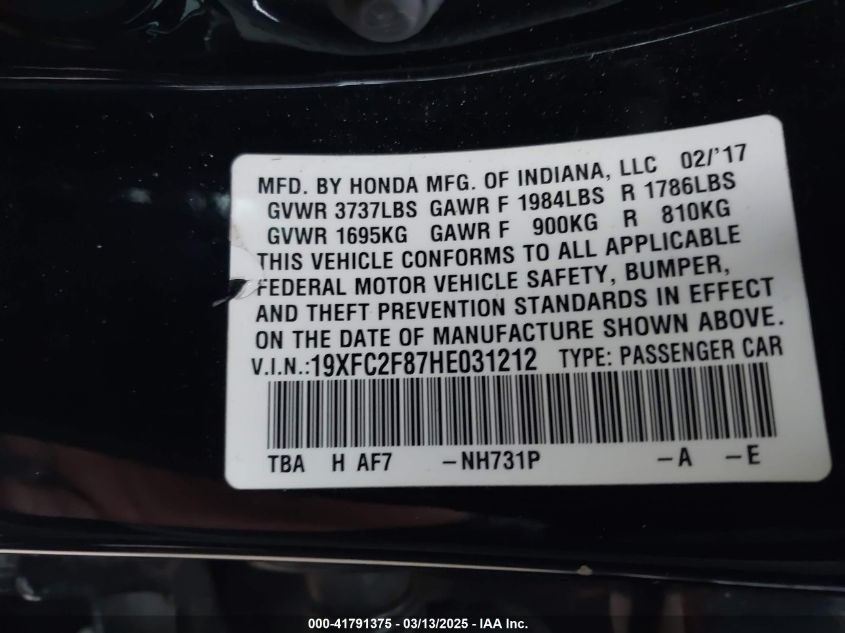 MFD. BY HONDA MFG. OF INDIANA, LLC 02/'17
GVWR 3737LBS GAWR F 1984LBS R 1786LBS
GVWR 1695KG GAWR F 900KG R 810KG
THIS VEHICLE CONFORMS TO ALL APPLICABLE
FEDERAL MOTOR VEHICLE SAFETY, BUMPER,
AND THEFT PREVENTION STANDARDS IN EFFECT
ON THE DATE OF MANUFACTURE SHOWN ABOVE.
V.I.N.:19XFC2F87HE031212 TYPE: PASSENGER CAR
TBA H AF7 -NH731P -A -E
000-41791375 - 03/13/2025 - IAA Inc.